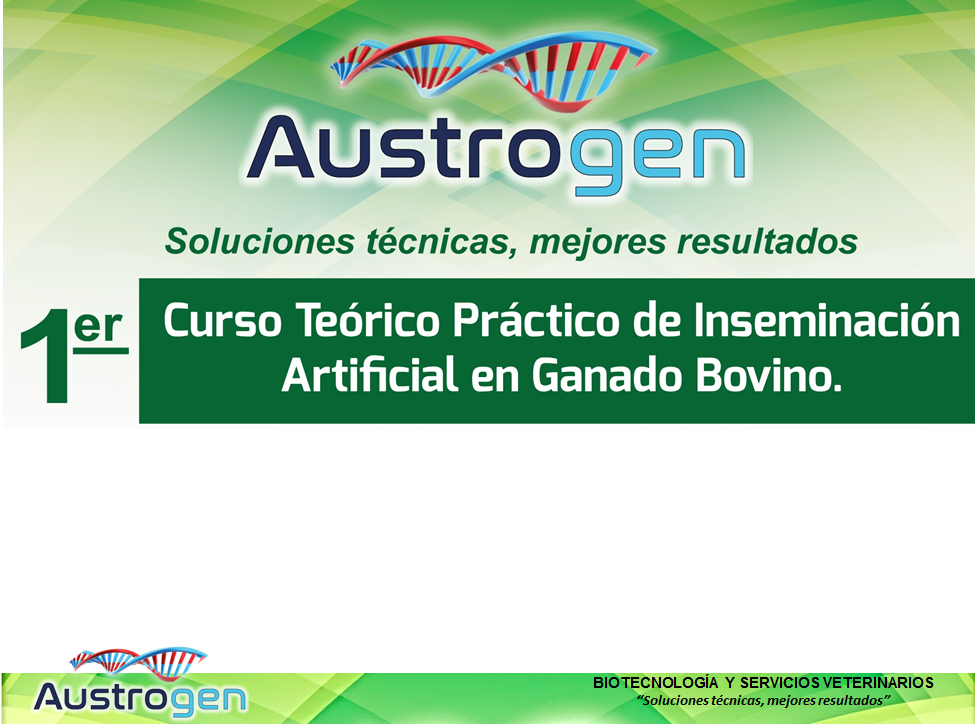 Austrogen
Soluciones técnicas, mejores resultados
1er
Curso Teórico Práctico de Inseminación
Artificial en Ganado Bovino.
Austrogen
BIOTECNOLOGÍA Y SERVICIOS VETERINARIOS
“Soluciones técnicas, mejores resultados”